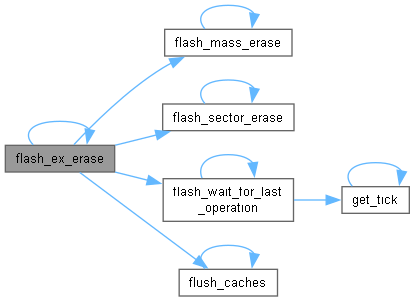 flash_mass_erase
flash_sector_erase
flash_ex_erase
flash_wait_for_last
_operation
get_tick
flush_caches